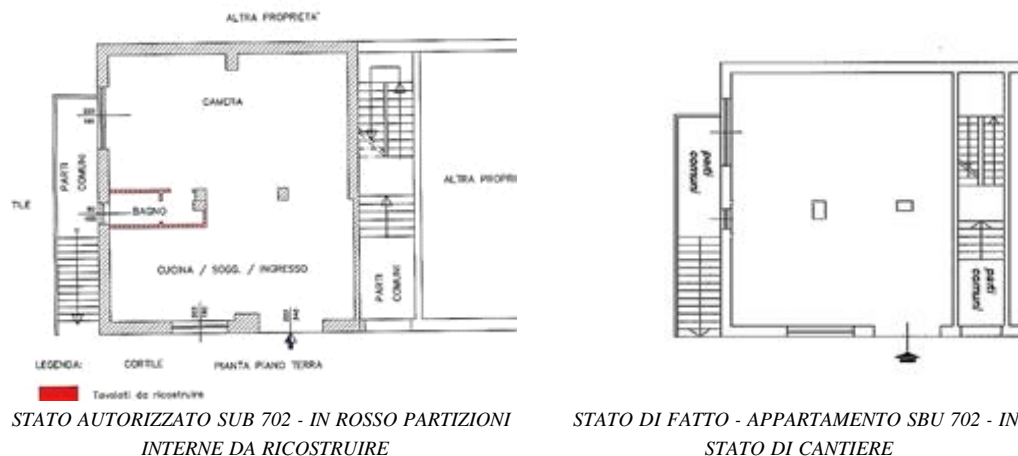 ALTRA PROPRIETA'
CAMERA
PARTI
COMUNI
ALTRA PROPRI
TLE
BAGNO
CUCINA / SOGG. / INGRESSO
PARTI
COMUNI
LEGENDA:
CORTILE
PIANTA PIANO TERRA
Tavolati da ricostruire
STATO AUTORIZZATO SUB 702 - IN ROSSO PARTIZIONI
INTERNE DA RICOSTRUIRE
parti
comuni
parti
comuni
STATO DI FATTO - APPARTAMENTO SBU 702 - IN
STATO DI CANTIERE